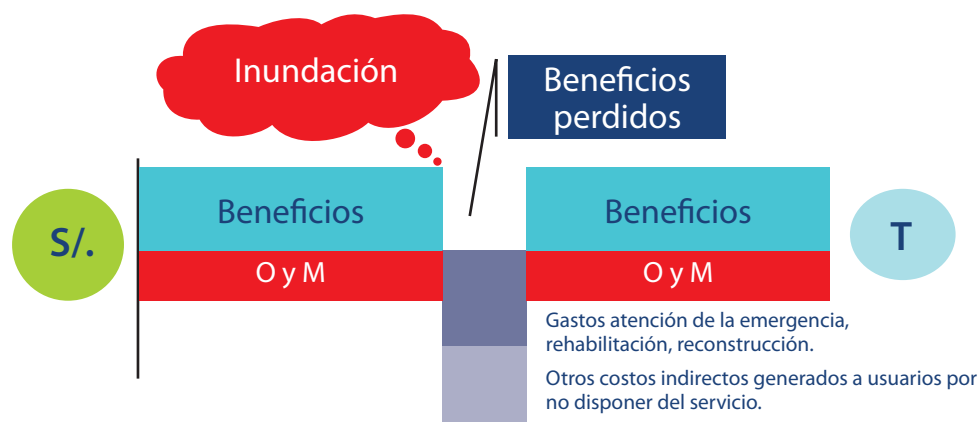 Inundación
Beneficios
perdidos
Beneficios
Beneficios
S/.
T
O y M
O y M
Gastos atención de la emergencia,
rehabilitación, reconstrucción.
Otros costos indirectos generados a usuarios por
no disponer del servicio.